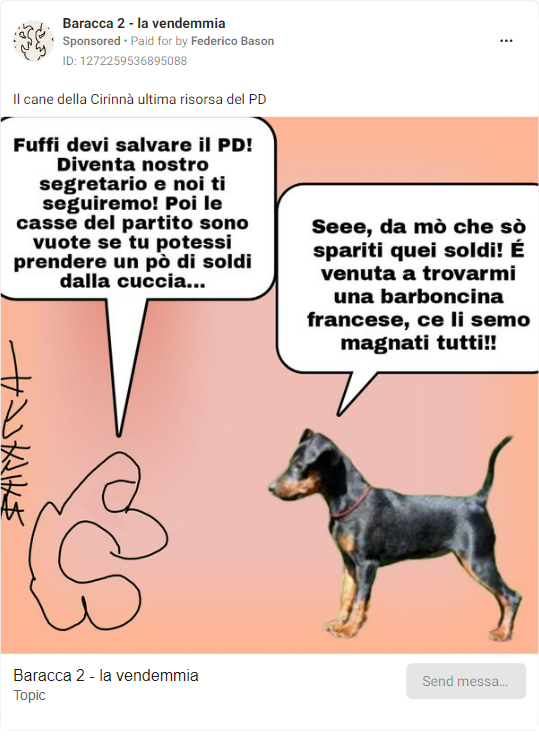 Baracca 2 - la vendemmia
Sponsored • Paid for by Federico Bason
ID: 1272259536895088
Il cane della Cirinnà ultima risorsa del PD
Fuffi devi salvare il PD!
Diventa nostro
segretario e noi ti
seguiremo! Poi le
casse del partito sono
vuote se tu potessi
prendere un pò di soldi
dalla cuccia...
Seee, da mò che sò
spariti quei soldi! É
venuta a trovarmi
una barboncina
francese, ce li semo
magnati tutti!!
Baracca 2 - la vendemmia
Topic
Send messa...